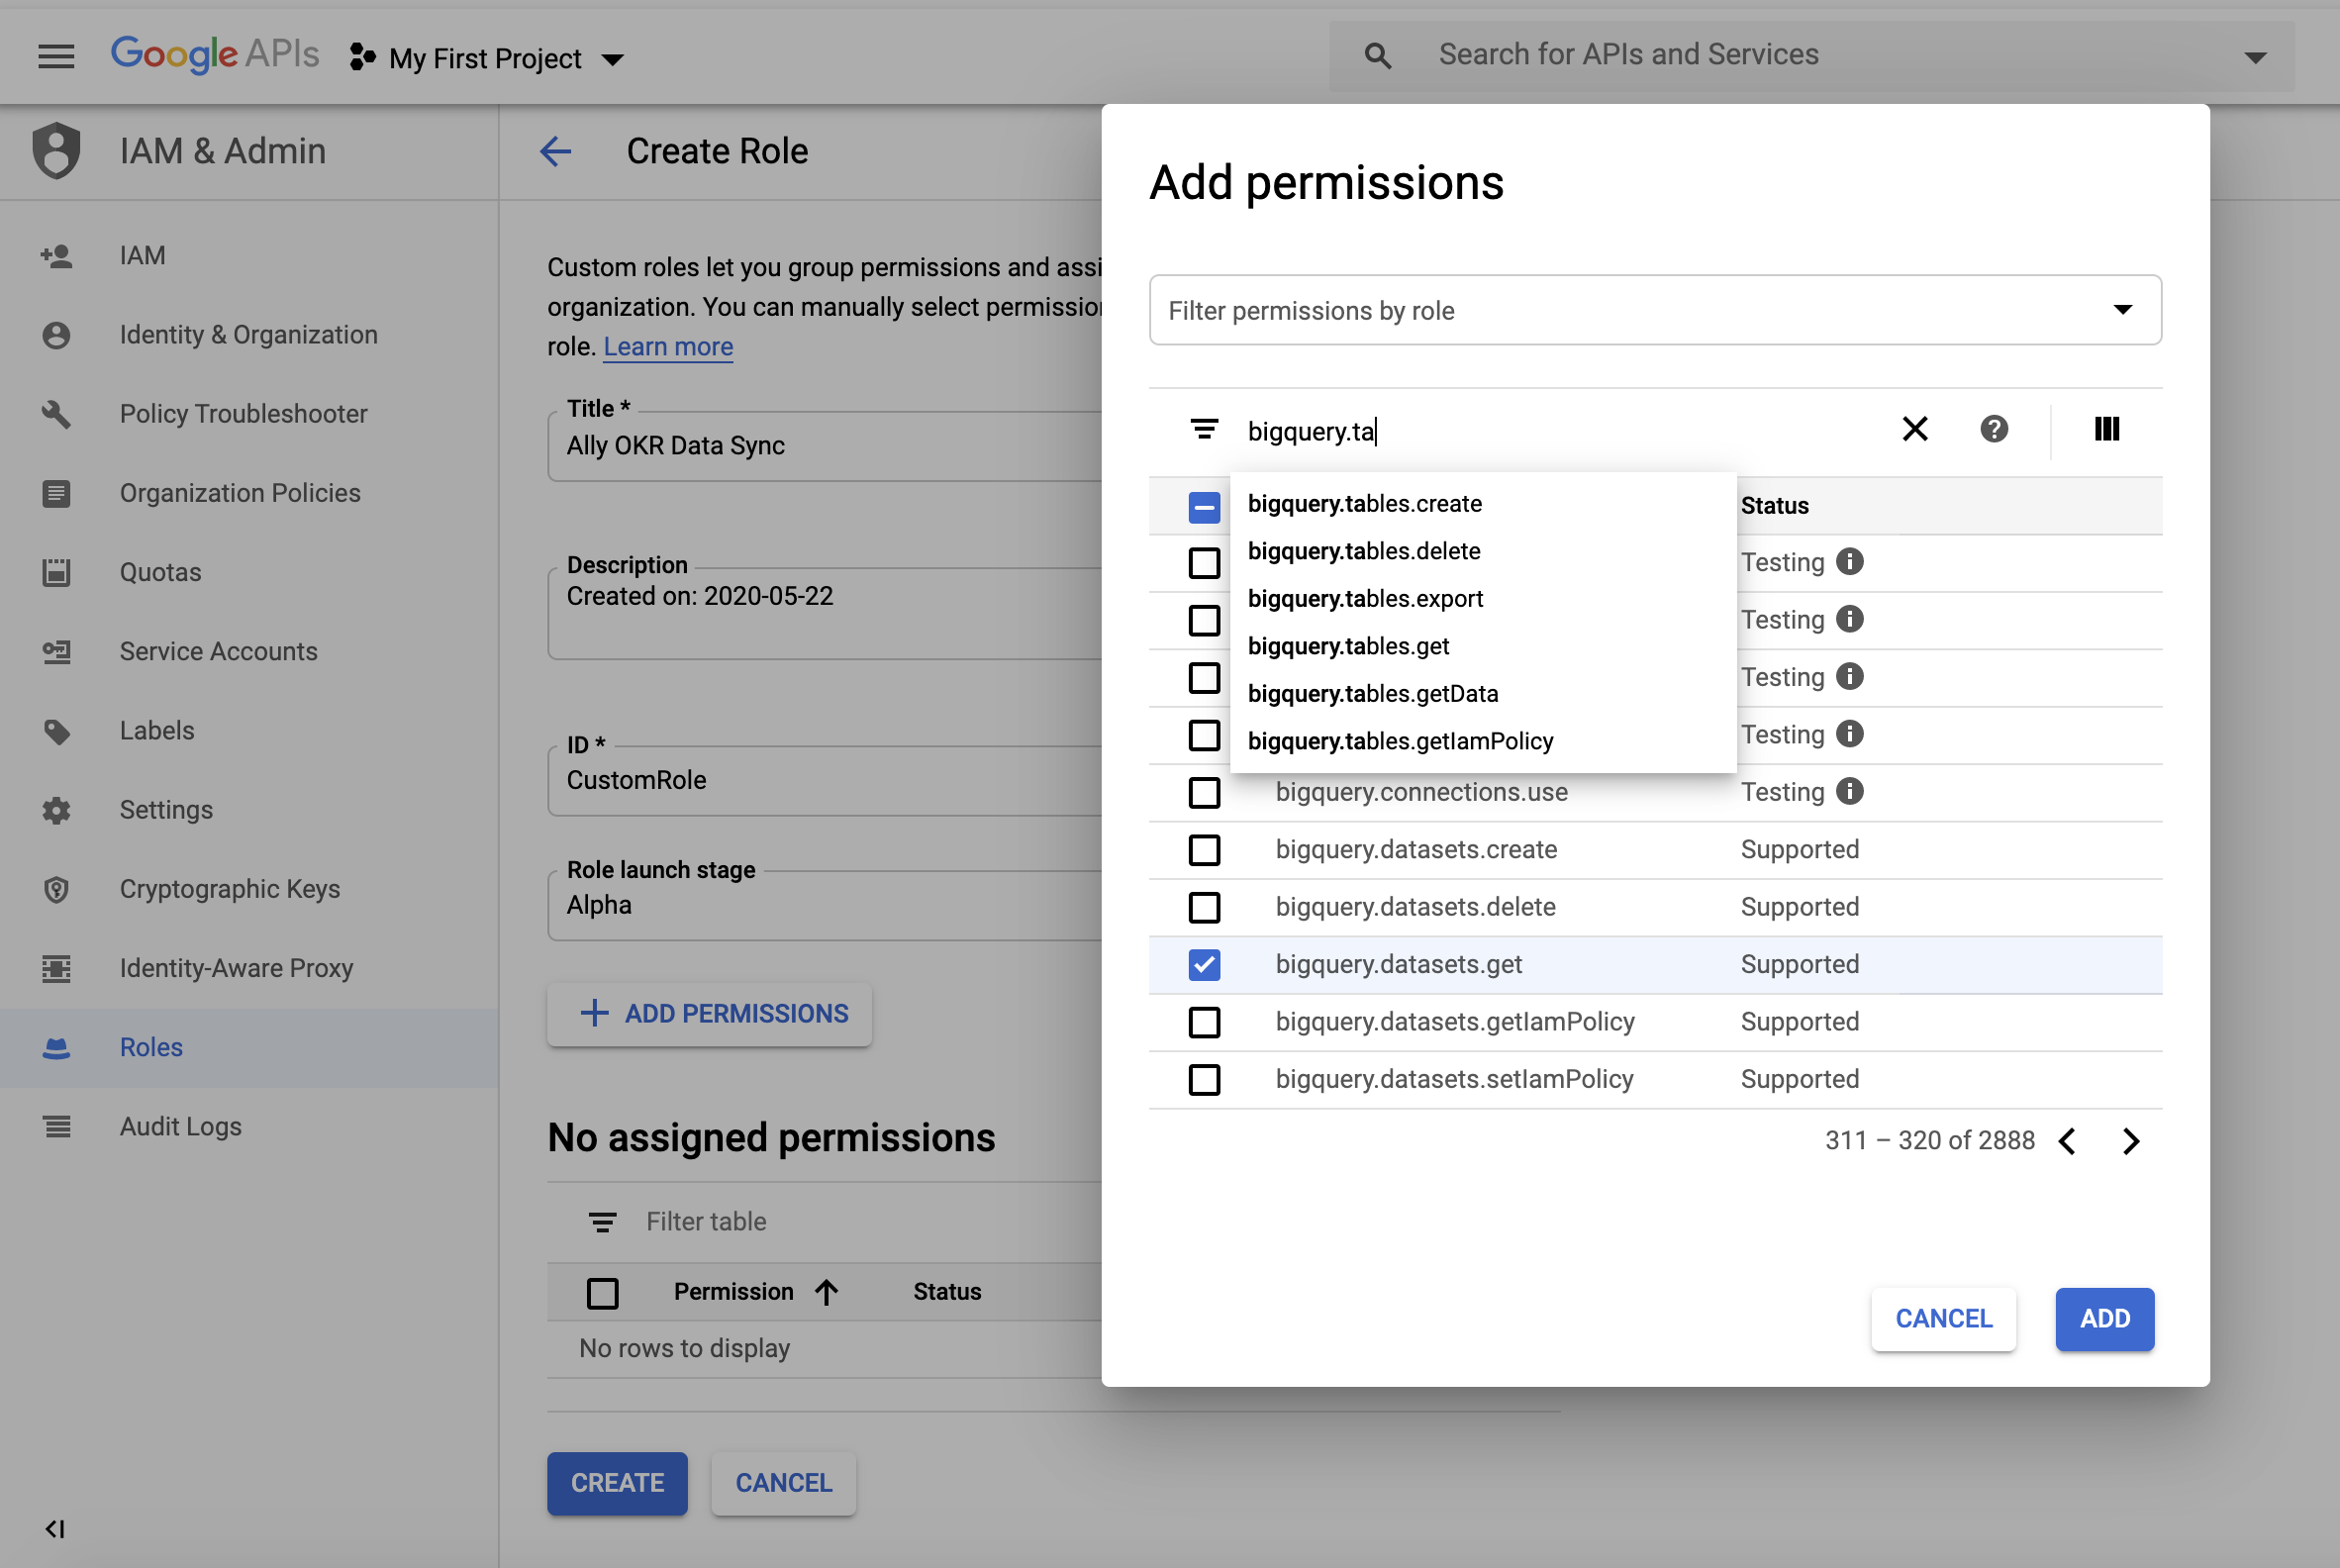 Google APIs
My First Project
Search for APIs and Services
IAM & Admin
IAM
Identity & Organization
Policy Troubleshooter
Organization Policies
Quotas
Service Accounts
Labels
Settings
Cryptographic Keys
Identity-Aware Proxy
Roles
Audit Logs
Create Role
Custom roles let you group permissions and assi
organization. You can manually select permission
role. Learn more
Title *
Ally OKR Data Sync
Description
Created on: 2020-05-22
ID *
CustomRole
Role launch stage
Alpha
ADD PERMISSIONS
No assigned permissions
Filter table
Permission Status
No rows to display
CREATE CANCEL
Add permissions
Filter permissions by role
bigquery.ta
Status
bigquery.tables.create
bigquery.tables.delete
bigquery.tables.export
bigquery.tables.get
bigquery.tables.getData
bigquery.tables.getIamPolicy
Testing
Testing
Testing
Testing
bigquery.connections.use Testing
bigquery.datasets.create Supported
bigquery.datasets.delete Supported
bigquery.datasets.get Supported
bigquery.datasets.getIamPolicy Supported
bigquery.datasets.setIamPolicy Supported
311 – 320 of 2888
CANCEL ADD